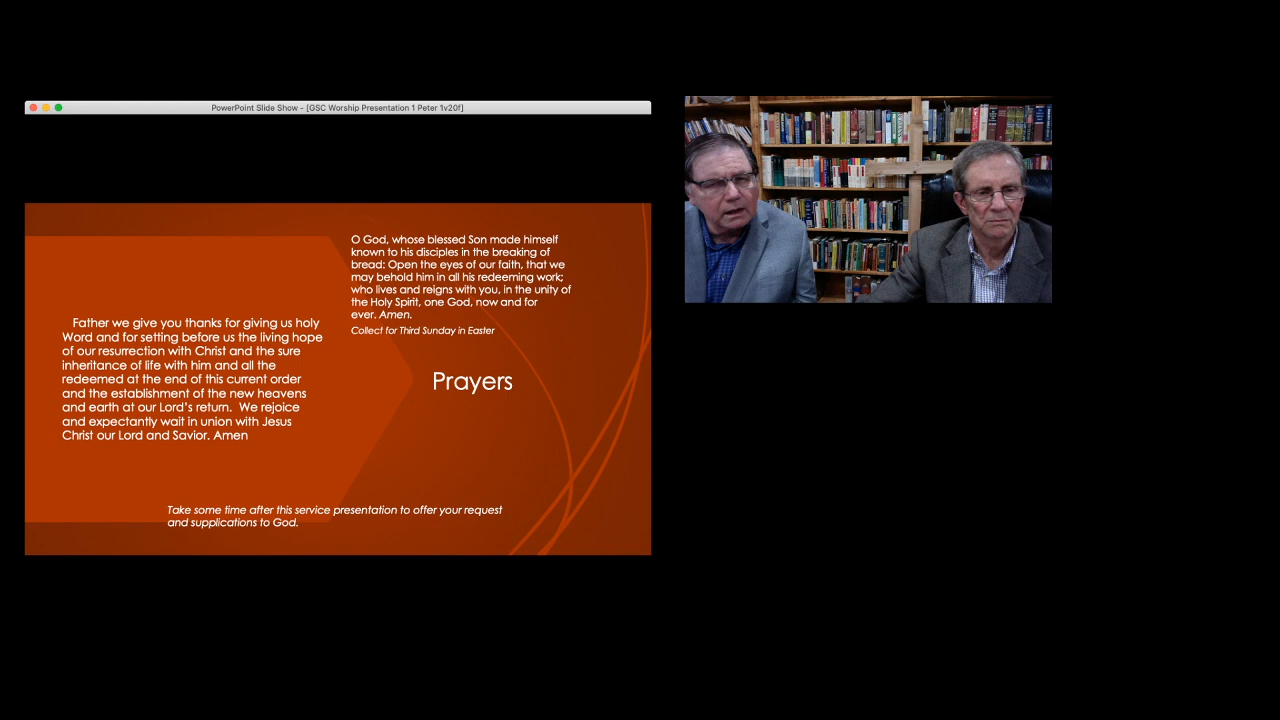 PowerPoint Slide Show - [GSC Worship Presentation 1 Peter 1v20f]
O God, whose blessed Son made himself
known to his disciples in the breaking of
bread: Open the eyes of our faith, that we
may behold him in all his redeeming work;
who lives and reigns with you, in the unity of
the Holy Spirit, one God, now and for
ever. Amen.
Collect for Third Sunday in Easter
Father we give you thanks for giving us holy
Word and for setting before us the living hope
of our resurrection with Christ and the sure
inheritance of life with him and all the
redeemed at the end of this current order
and the establishment of the new heavens
and earth at our Lord’s return.  We rejoice
and expectantly wait in union with Jesus
Christ our Lord and Savior. Amen
Prayers
Take some time after this service presentation to offer your request
and supplications to God.